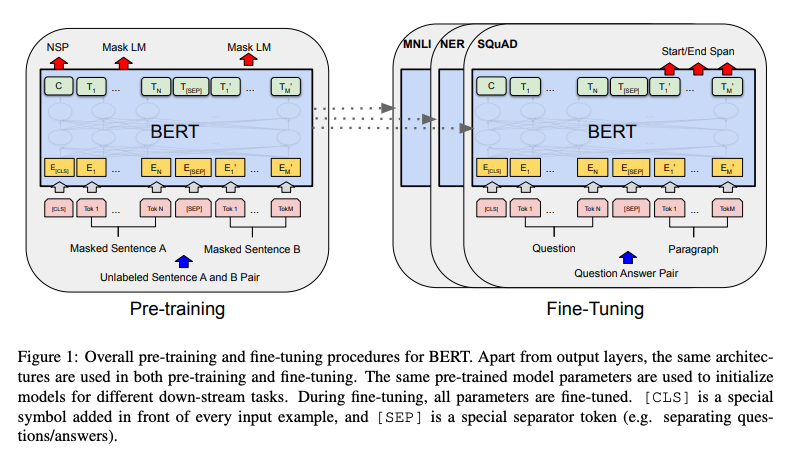 NSP Mask LM Mask LM
C T1 ... TN T[SEP] T1' ... TM'
BERT
E[CLS] E1 ... EN E[SEP] E1' ... EM'
[CLS] Tok 1 ... Tok N [SEP] Tok 1 ... TokM
Masked Sentence A Masked Sentence B
Unlabeled Sentence A and B Pair
Pre-training
MNLI NER SQuAD
Start/End Span
C T1 ... TN T[SEP] T1' ... TM'
BERT
E[CLS] E1 ... EN E[SEP] E1' ... EM'
[CLS] Tok 1 ... Tok N [SEP] Tok 1 ... TokM
Question Paragraph
Question Answer Pair
Fine-Tuning
Figure 1: Overall pre-training and fine-tuning procedures for BERT. Apart from output layers, the same architec-
tures are used in both pre-training and fine-tuning. The same pre-trained model parameters are used to initialize
models for different down-stream tasks. During fine-tuning, all parameters are fine-tuned. [CLS] is a special
symbol added in front of every input example, and [SEP] is a special separator token (e.g. separating ques-
tions/answers).